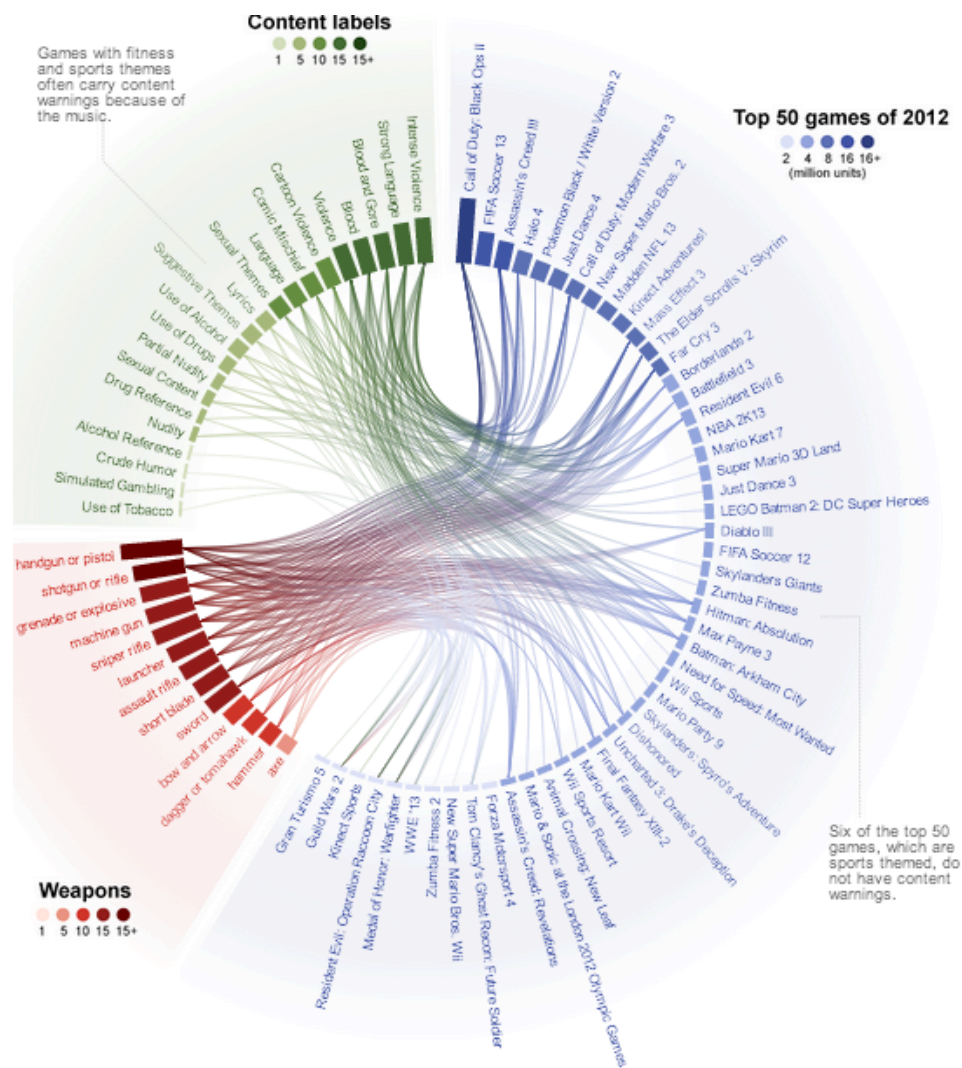 Content labels
1 5 10 15 15+
Games with fitness
and sports themes
often carry content
warnings because of
the music.
Top 50 games of 2012
2 4 8 16 16+
(million units)
Intense Violence
Strong Language
Blood and Gore
Blood
Violence
Cartoon Violence
Comic Mischief
Language
Sexual Themes
Lyrics
Suggestive Themes
Use of Alcohol
Use of Drugs
Partial Nudity
Sexual Content
Drug Reference
Nudity
Alcohol Reference
Crude Humor
Simulated Gambling
Use of Tobacco
Call of Duty: Black Ops II
FIFA Soccer 13
Assassin's Creed III
Halo 4
Pokemon Black / White Version 2
Just Dance 4
Call of Duty: Modern Warfare 3
New Super Mario Bros. 2
Madden NFL 13
Kinect Adventures!
Mass Effect 3
The Elder Scrolls V: Skyrim
Far Cry 3
Borderlands 2
Battlefield 3
Resident Evil 6
NBA 2K13
Mario Kart 7
Super Mario 3D Land
Just Dance 3
LEGO Batman 2: DC Super Heroes
Diablo III
FIFA Soccer 12
Skylanders Giants
Zumba Fitness
Hitman: Absolution
Max Payne 3
Batman: Arkham City
Need for Speed: Most Wanted
Wii Sports
Mario Party 9
Skylanders: Spyro's Adventure
Dishonored
Uncharted 3: Drake's Deception
Final Fantasy XIII-2
Mario Kart Wii
Wii Sports Resort
Animal Crossing: New Leaf
Mario & Sonic at the London 2012 Olympic Games
Assassin's Creed: Revelations
Forza Motorsport 4
Tom Clancy's Ghost Recon: Future Soldier
New Super Mario Bros. Wii
Zumba Fitness 2
WWE '13
Medal of Honor: Warfighter
Resident Evil: Operation Raccoon City
Kinect Sports
Guild Wars 2
Gran Turismo 5
handgun or pistol
shotgun or rifle
grenade or explosive
machine gun
sniper rifle
launcher
assault rifle
short blade
sword
bow and arrow
dagger or tomahawk
hammer
axe
Weapons
1 5 10 15 15+
Six of the top 50
games, which are
sports themed, do
not have content
warnings.